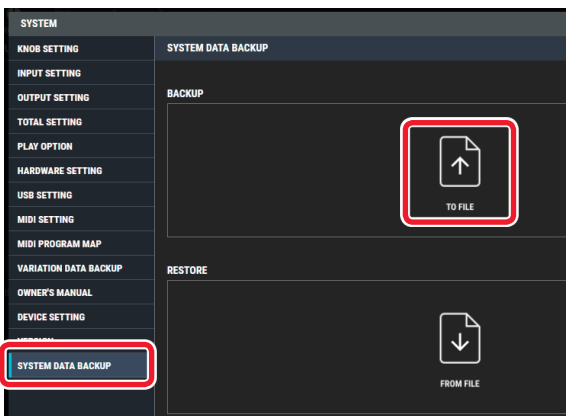 SYSTEM
KNOB SETTING
INPUT SETTING
OUTPUT SETTING
TOTAL SETTING
PLAY OPTION
HARDWARE SETTING
USB SETTING
MIDI SETTING
MIDI PROGRAM MAP
VARIATION DATA BACKUP
OWNER'S MANUAL
DEVICE SETTING
VERSION
SYSTEM DATA BACKUP
SYSTEM DATA BACKUP
BACKUP
TO FILE
RESTORE
FROM FILE